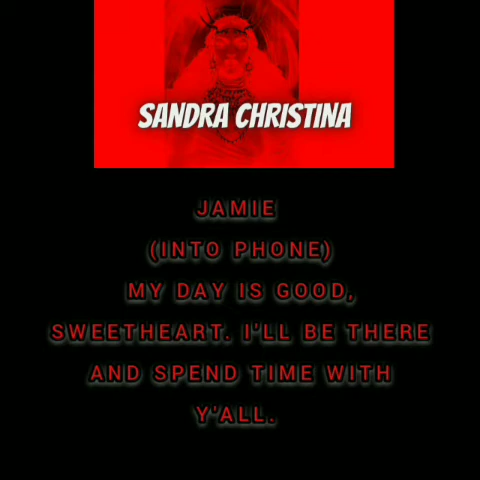 SANDRA CHRISTINA
JAMIE
(INTO PHONE)
MY DAY IS GOOD,
SWEETHEART. I'LL BE THERE
AND SPEND TIME WITH
Y'ALL.